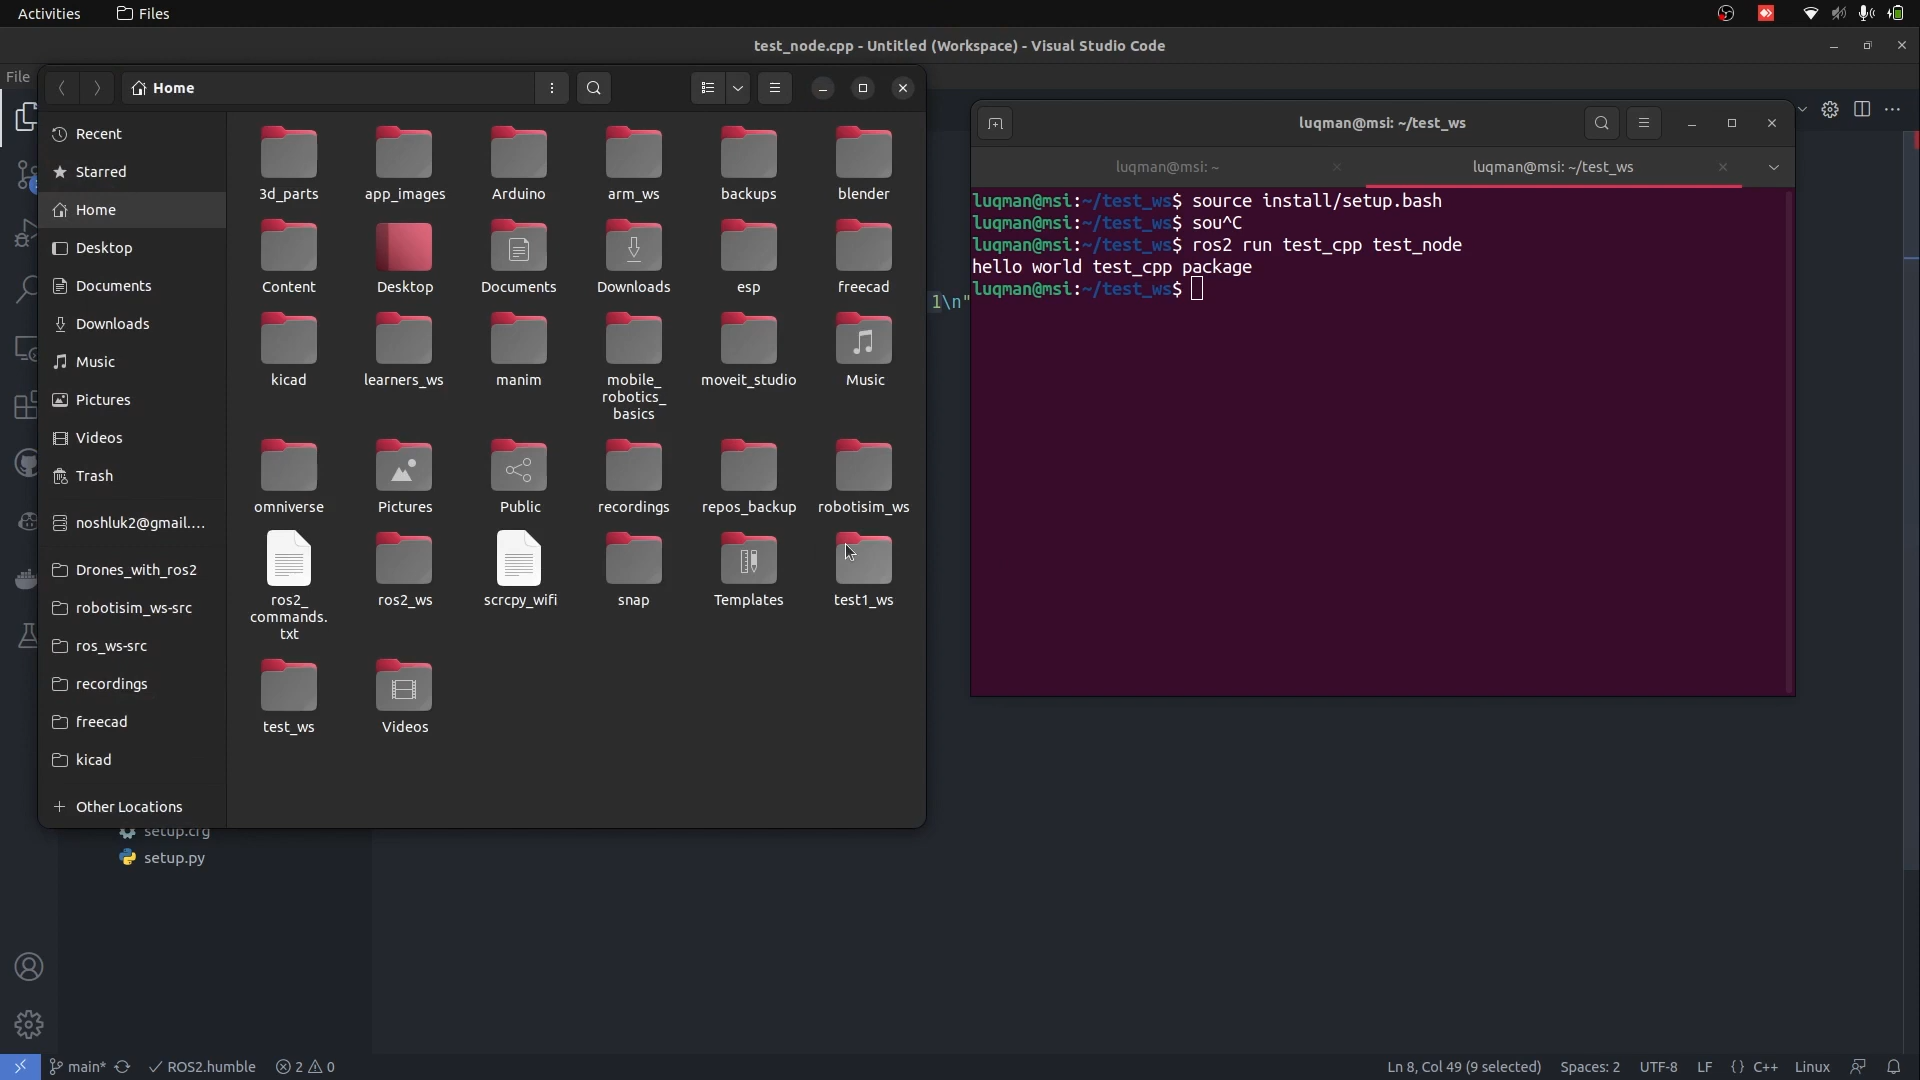 Activities
Files
test_node.cpp - Untitled (Workspace) - Visual Studio Code
File
Home
Recent
Starred
Home
Desktop
Documents
Downloads
Music
Pictures
Videos
Trash
noshluk2@gmail....
Drones_with_ros2
robotisim_ws-src
ros_ws-src
recordings
freecad
kicad
Other Locations
3d_parts
app_images
Arduino
arm_ws
backups
blender
Content
Desktop
Documents
Downloads
esp
freecad
kicad
learners_ws
manim
mobile_
robotics_
basics
moveit_studio
Music
omniverse
Pictures
Public
recordings
repos_backup
robotisim_ws
ros2_
commands.
txt
ros2_ws
scrcpy_wifi
snap
Templates
test1_ws
test_ws
Videos
1\n"
luqman@msi: ~/test_ws
luqman@msi: ~
luqman@msi: ~/test_ws
luqman@msi:~/test_ws$ source install/setup.bash
luqman@msi:~/test_ws$ sou^C
luqman@msi:~/test_ws$ ros2 run test_cpp test_node
hello world test_cpp package
luqman@msi:~/test_ws$
setup.cfg
setup.py
main*
ROS2.humble
2
0
Ln 8, Col 49 (9 selected)
Spaces: 2
UTF-8
LF
{} C++
Linux